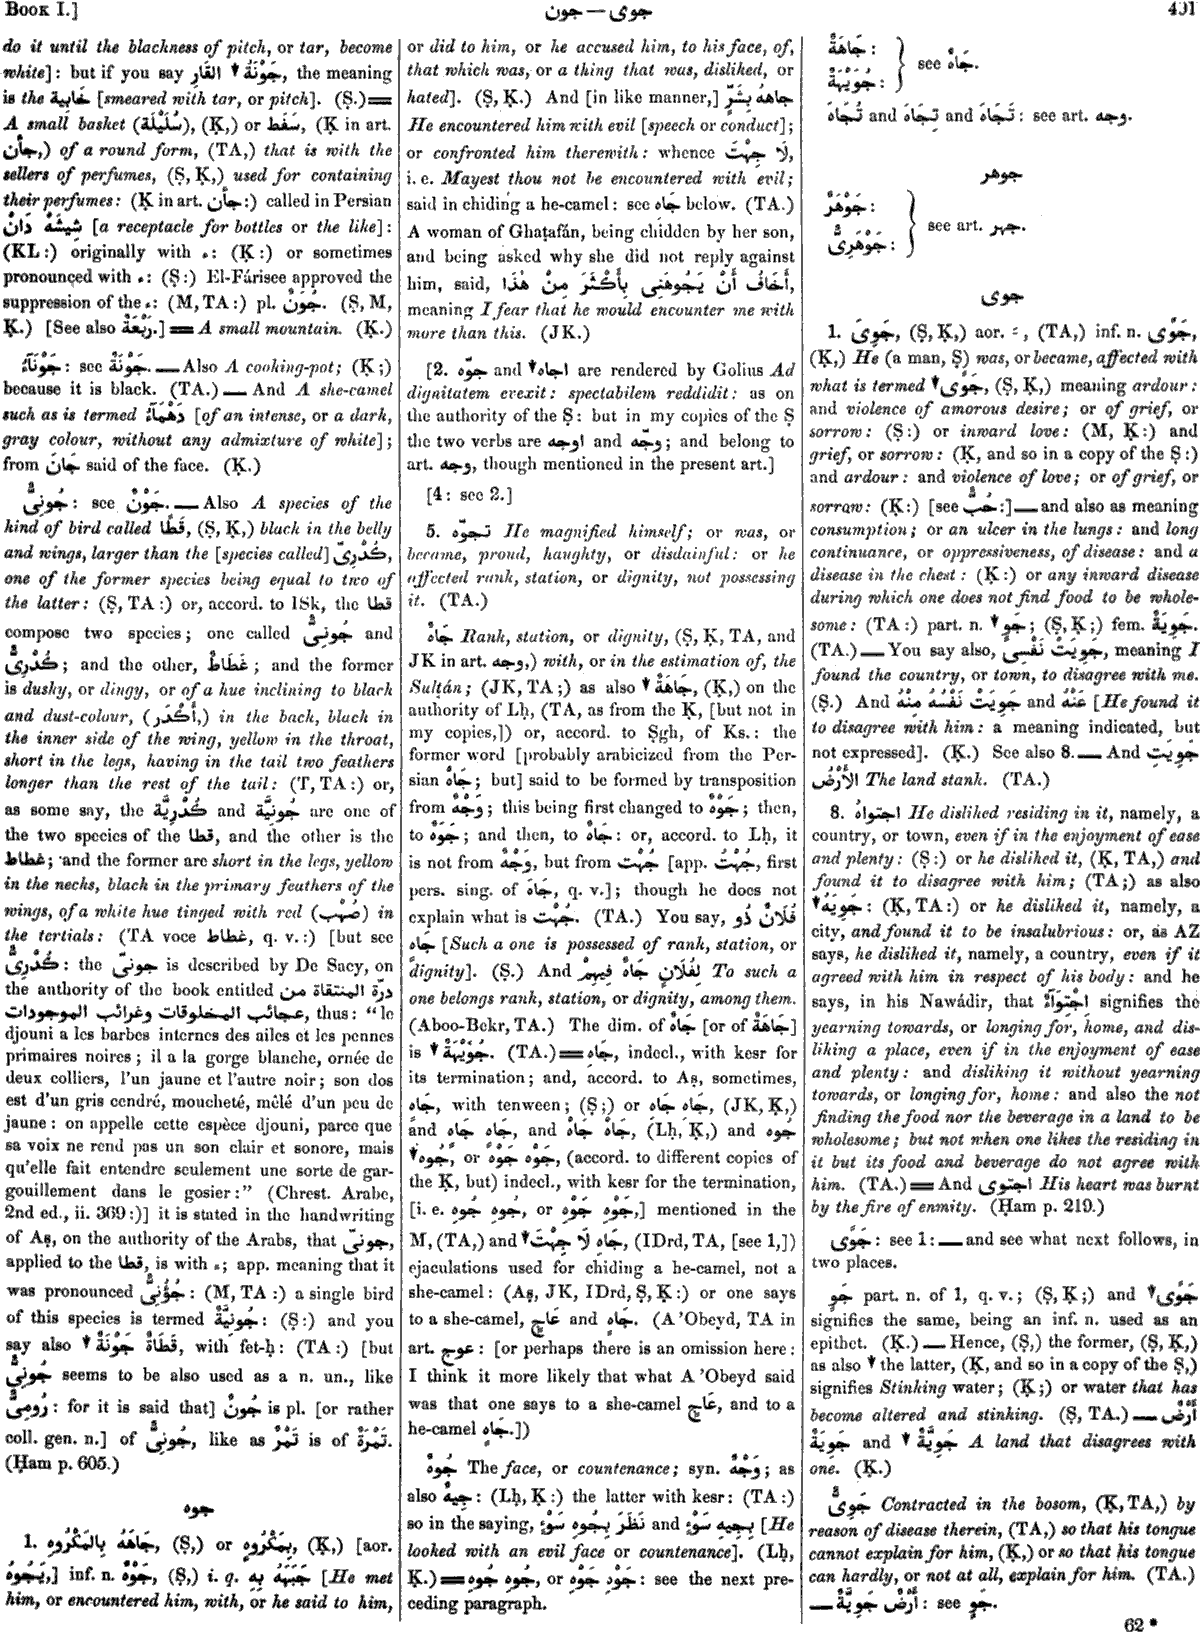 BOOK I.]
جون — جوى
491
do it until the blackness of pitch, or tar, become
white]: but if you say جَوْنَةُ القَارِ, the meaning
is the خَابِيَة [smeared with tar, or pitch]. (Ṣ.)
A small basket (سُلَيْلَة), (Ḳ,) or سَفَط, (Ḳ in art.
جأن,) of a round form, (TA,) that is with the
sellers of perfumes, (Ṣ, Ḳ,) used for containing
their perfumes: (Ḳ in art. جأن:) called in Persian
شِيشَهْ دَانْ [a receptacle for bottles or the like]:
(KL:) originally with ء: (Ḳ:) or sometimes
pronounced with ء: (Ṣ:) El-Fárisee approved the
suppression of the ء: (M, TA:) pl. جُوَنٌ. (Ṣ, M,
Ḳ.) [See also رَبْعَةٌ.] A small mountain. (Ḳ.)
جَوْنَآءُ: see جَوْنَةٌ. — Also A cooking-pot; (Ḳ;)
because it is black. (TA.) — And A she-camel
such as is termed دَهْمَآءُ [of an intense, or a dark,
gray colour, without any admixture of white];
from جَانَ said of the face. (Ḳ.)
جُونِىٌّ: see جَوْنٌ. — Also A species of the
kind of bird called قَطًا, (Ṣ, Ḳ,) black in the belly
and wings, larger than the [species called] كُدْرِىّ,
one of the former species being equal to two of
the latter: (Ṣ, TA:) or, accord. to ISk, the قطا
compose two species; one called جُونِىٌّ and
كُدْرِىٌّ; and the other, غَطَاطٌ; and the former
is dusky, or dingy, or of a hue inclining to black
and dust-colour, (أَكْدَر,) in the back, black in
the inner side of the wing, yellow in the throat,
short in the legs, having in the tail two feathers
longer than the rest of the tail: (T, TA:) or,
as some say, the كُدْرِيَّة and جُونِيَّة are one of
the two species of the قطا, and the other is the
غطاط; and the former are short in the legs, yellow
in the necks, black in the primary feathers of the
wings, of a white hue tinged with red (صُهْب) in
the tertials: (TA voce غطاط, q. v.:) [but see
كُدْرِىٌّ: the جونىّ is described by De Sacy, on
the authority of the book entitled درّة المنتقاة من
عجائب المخلوقات وغرائب الموجودات, thus: "le
djouni a les barbes internes des ailes et les pennes
primaires noires; il a la gorge blanche, ornée de
deux colliers, l'un jaune et l'autre noir; son dos
est d'un gris cendré, moucheté, mêlé d'un peu de
jaune: on appelle cette espèce djouni, parce que
sa voix ne rend pas un son clair et sonore, mais
qu'elle fait entendre seulement une sorte de gar-
gouillement dans le gosier:" (Chrest. Arabe,
2nd ed., ii. 369:)] it is stated in the handwriting
of Aṣ, on the authority of the Arabs, that جونىّ,
applied to the قطا, is with ء; app. meaning that it
was pronounced جُؤْنِىٌّ: (M, TA:) a single bird
of this species is termed جُونِيَّةٌ: (Ṣ:) and you
say also قَطَاةٌ جَوْنَةٌ, with fet-ḥ: (TA:) [but
جُونِىٌّ seems to be also used as a n. un., like
رُومِىٌّ: for it is said that] جُونٌ is pl. [or rather
coll. gen. n.] of جُونِىٌّ, like as تَمْرٌ is of تَمْرَةٌ.
(Ḥam p. 605.)
جوه
1. جَاهَهُ بِالمَكْرُوهِ, (Ṣ,) or بِمَكْرُوهٍ, (Ḳ,) [aor.
يَجُوهُ,] inf. n. جَوْهٌ, (Ṣ,) i. q. جَبَهَهُ بِهِ [He met
him, or encountered him, with, or he said to him,
or did to him, or he accused him, to his face, of,
that which was, or a thing that was, disliked, or
hated]. (Ṣ, Ḳ.) And [in like manner,] جاههُ بِشَرٍّ
He encountered him with evil [speech or conduct];
or confronted him therewith: whence لَا جِهْتَ,
i. e. Mayest thou not be encountered with evil;
said in chiding a he-camel: see جاه below. (TA.)
A woman of Ghaṭafán, being chidden by her son,
and being asked why she did not reply against
him, said, أَخَافُ أَنْ يَجُوهَنِى بِأَكْثَرَ مِنْ هٰذَا,
meaning I fear that he would encounter me with
more than this. (JK.)
[2. جوّه and اجاه are rendered by Golius Ad
dignitatem evexit: spectabilem reddidit: as on
the authority of the Ṣ: but in my copies of the Ṣ
the two verbs are اوجه and وجّه; and belong to
art. وجه, though mentioned in the present art.]
[4: see 2.]
5. تجوّه He magnified himself; or was, or
became, proud, haughty, or disdainful: or he
affected rank, station, or dignity, not possessing
it. (TA.)
جَاهٌ Rank, station, or dignity, (Ṣ, Ḳ, TA, and
JK in art. وجه,) with, or in the estimation of, the
Sulṭán; (JK, TA;) as also جَاهَةٌ, (Ḳ,) on the
authority of Lḥ, (TA, as from the Ḳ, [but not in
my copies,]) or, accord. to Ṣgh, of Ks.: the
former word [probably arabicized from the Per-
sian جَاهْ; but] said to be formed by transposition
from وَجْهٌ; this being first changed to جَوْهٌ; then,
to جَوَهٌ; and then, to جَاهٌ: or, accord. to Lḥ, it
is not from وَجْهٌ, but from جُهْت [app. جُهْتُ, first
pers. sing. of جَاهَ, q. v.]; though he does not
explain what is جُهْت. (TA.) You say, فُلَانٌ ذُو
جَاه [Such a one is possessed of rank, station, or
dignity]. (Ṣ.) And لِفُلَانٍ جَاهٌ فِيهِمْ To such a
one belongs rank, station, or dignity, among them.
(Aboo-Bekr, TA.) The dim. of جَاهٌ [or of جَاهَةٌ]
is جُوَيْهَةٌ. (TA.) جَاهِ, indecl., with kesr for
its termination; and, accord. to Aṣ, sometimes,
جَاهٍ, with tenween; (Ṣ;) or جَاهِ جَاهِ, (JK, Ḳ,)
and جَاهٍ جَاهٍ, and جَاهْ جَاهْ, (Lḥ, Ḳ,) and جُوه
جُوه, or جَوْه جَوْه, (accord. to different copies of
the Ḳ, but) indecl., with kesr for the termination,
[i. e. جُوهِ جُوهِ, or جَوْهِ جَوْهِ,] mentioned in the
M, (TA,) and جَاهِ لَا جِهْتَ, (IDrd, TA, [see 1,])
ejaculations used for chiding a he-camel, not a
she-camel: (Aṣ, JK, IDrd, Ṣ, Ḳ:) or one says
to a she-camel, عَاجٍ and جَاهٍ. (A 'Obeyd, TA in
art. عوج: [or perhaps there is an omission here:
I think it more likely that what A 'Obeyd said
was that one says to a she-camel عَاجٍ, and to a
he-camel جَاهٍ.])
جُوهٌ The face, or countenance; syn. وَجْهٌ; as
also جِيهٌ: (Lḥ, Ḳ:) the latter with kesr: (TA:)
so in the saying, نَظَرَ بِجُوهِ سَوْءٍ and بِجِيهِ سَوْءٍ [He
looked with an evil face or countenance]. (Lḥ,
Ḳ.) جُوهِ جُوهِ, or جَوْهِ جَوْهِ: see the next pre-
ceding paragraph.
جَاهَةٌ:
جُوَيْهَةٌ:
see جَاهٌ.
تُجَاهَ and تِجَاهَ and تَجَاهَ: see art. وجه.
جوهر
جَوْهَرٌ:
جَوْهَرِىٌّ:
see art. جهر.
جوى
1. جَوِىَ, (Ṣ, Ḳ,) aor. ـَ, (TA,) inf. n. جَوًى,
(Ḳ,) He (a man, Ṣ) was, or became, affected with
what is termed جَوًى, (Ṣ, Ḳ,) meaning ardour:
and violence of amorous desire; or of grief, or
sorrow: (Ṣ:) or inward love: (M, Ḳ:) and
grief, or sorrow: (Ḳ, and so in a copy of the Ṣ:)
and ardour: and violence of love; or of grief, or
sorrow: (Ḳ:) [see حُبٌّ:] — and also as meaning
consumption; or an ulcer in the lungs: and long
continuance, or oppressiveness, of disease: and a
disease in the chest: (Ḳ:) or any inward disease
during which one does not find food to be whole-
some: (TA:) part. n. جَوٍ; (Ṣ, Ḳ;) fem. جَوِيَةٌ.
(TA.) — You say also, جَوِيَتْ نَفْسِى, meaning I
found the country, or town, to disagree with me.
(Ṣ.) And جَوِيَتْ نَفْسُهُ مِنْهُ and عَنْهُ [He found it
to disagree with him: a meaning indicated, but
not expressed]. (Ḳ.) See also 8. — And جَوِيَتِ
الأَرْضُ The land stank. (TA.)
8. اجتواهُ He disliked residing in it, namely, a
country, or town, even if in the enjoyment of ease
and plenty: (Ṣ:) or he disliked it, (Ḳ, TA,) and
found it to disagree with him; (TA;) as also
جَوِيَهُ: (Ḳ, TA:) or he disliked it, namely, a
city, and found it to be insalubrious: or, as AZ
says, he disliked it, namely, a country, even if it
agreed with him in respect of his body: and he
says, in his Nawádir, that اجْتِوَآءٌ signifies the
yearning towards, or longing for, home, and dis-
liking a place, even if in the enjoyment of ease
and plenty: and disliking it without yearning
towards, or longing for, home: and also the not
finding the food nor the beverage in a land to be
wholesome; but not when one likes the residing in
it but its food and beverage do not agree with
him. (TA.) And اجتوى His heart was burnt
by the fire of enmity. (Ḥam p. 219.)
جَوًى: see 1: — and see what next follows, in
two places.
جَوٍ part. n. of 1, q. v.; (Ṣ, Ḳ;) and جَوًى
signifies the same, being an inf. n. used as an
epithet. (Ḳ.) — Hence, (Ṣ,) the former, (Ṣ, Ḳ,)
as also the latter, (Ḳ, and so in a copy of the Ṣ,)
signifies Stinking water; (Ḳ;) or water that has
become altered and stinking. (Ṣ, TA.) — أَرْضٌ
جَوِيَةٌ and جَوِيَّةٌ A land that disagrees with
one. (Ḳ.)
جَوِىٌّ Contracted in the bosom, (Ḳ, TA,) by
reason of disease therein, (TA,) so that his tongue
cannot explain for him, (Ḳ,) or so that his tongue
can hardly, or not at all, explain for him. (TA.)
— أَرْضٌ جَوِيَّةٌ: see جَوٍ.
62 *